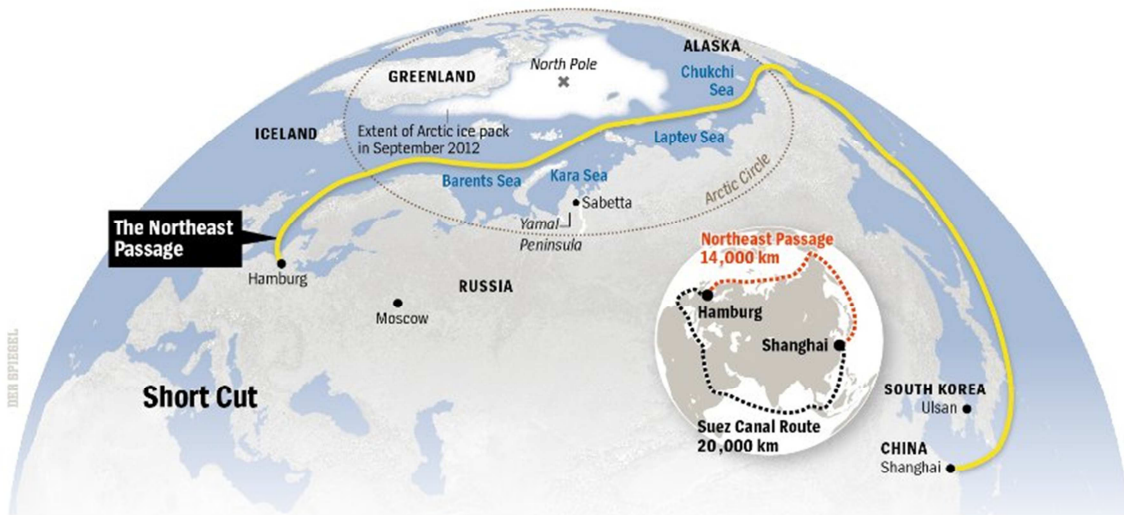 ALASKA
North Pole
Chukchi
Sea
GREENLAND
ICELAND
Extent of Arctic ice pack
in September 2012
Laptev Sea
Barents Sea
Kara Sea
Arctic Circle
Sabetta
Yamal
Peninsula
The Northeast
Passage
Hamburg
RUSSIA
Moscow
Northeast Passage
14,000 km
Hamburg
Shanghai
Suez Canal Route
20,000 km
Short Cut
SOUTH KOREA
Ulsan
CHINA
Shanghai
DER SPIEGEL